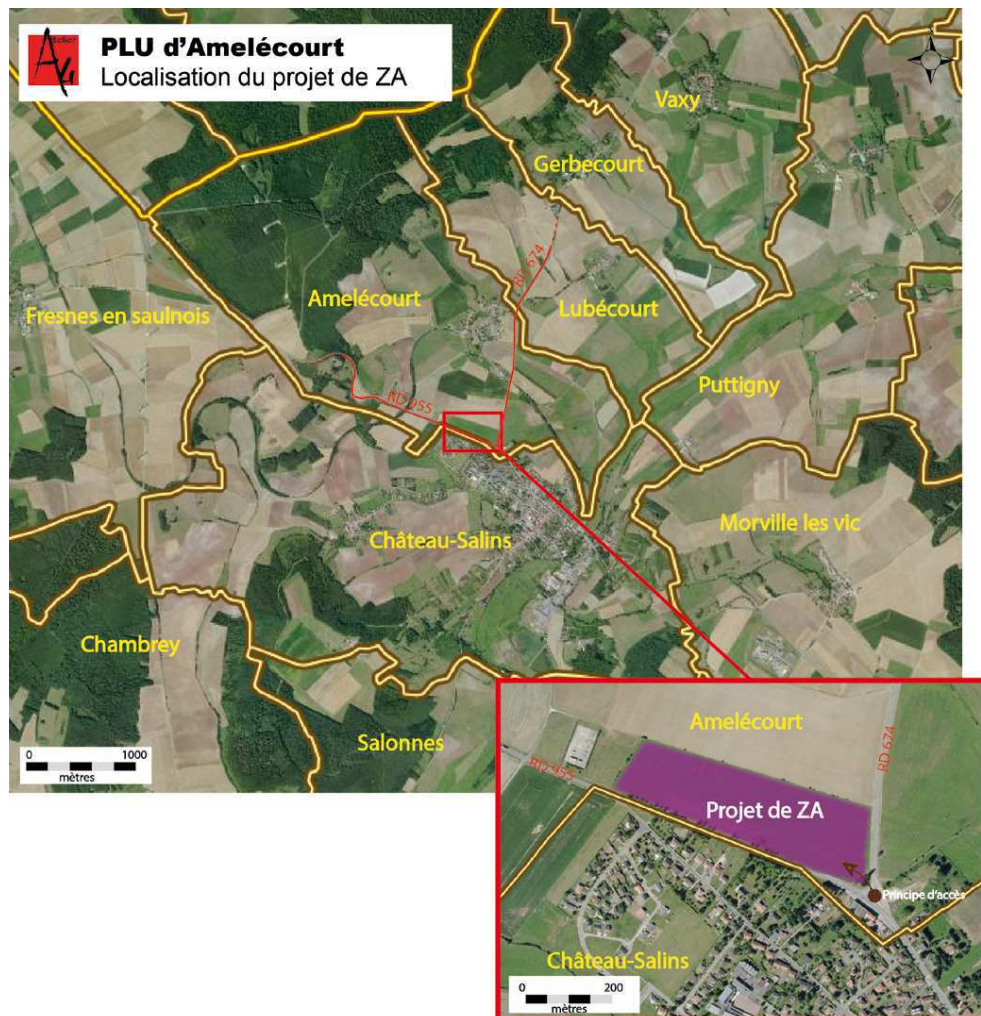 Atelier
A4
PLU d'Amelécourt
Localisation du projet de ZA
Vaxy
Gerbecourt
RD 674
Amelécourt
Lubécourt
Fresnes en saulnois
Puttigny
RD 955
Morville les vic
Château-Salins
Chambrey
Salonnes
0 1000
mètres
Amelécourt
RD 674
RD 955
Projet de ZA
Principe d'accès
Château-Salins
0 200
mètres